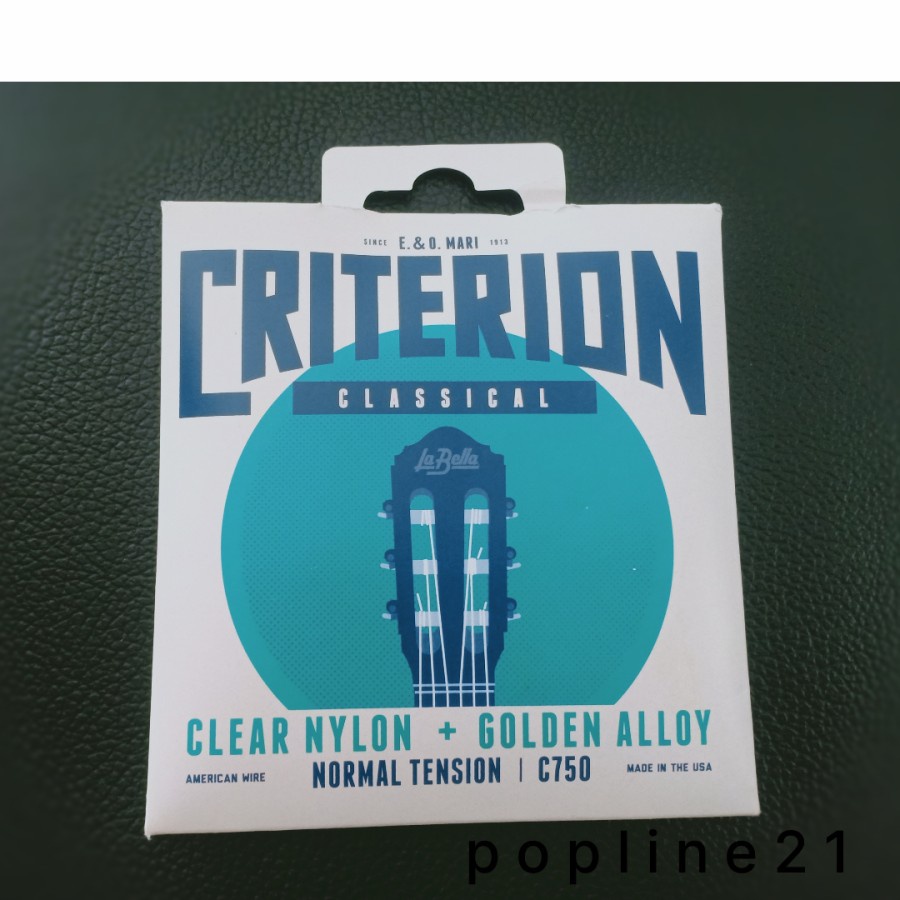 SINCE E. & O. MARI 1913
CRITERION
CLASSICAL
La Bella
CLEAR NYLON + GOLDEN ALLOY
AMERICAN WIRE NORMAL TENSION | C750 MADE IN THE USA
popline21